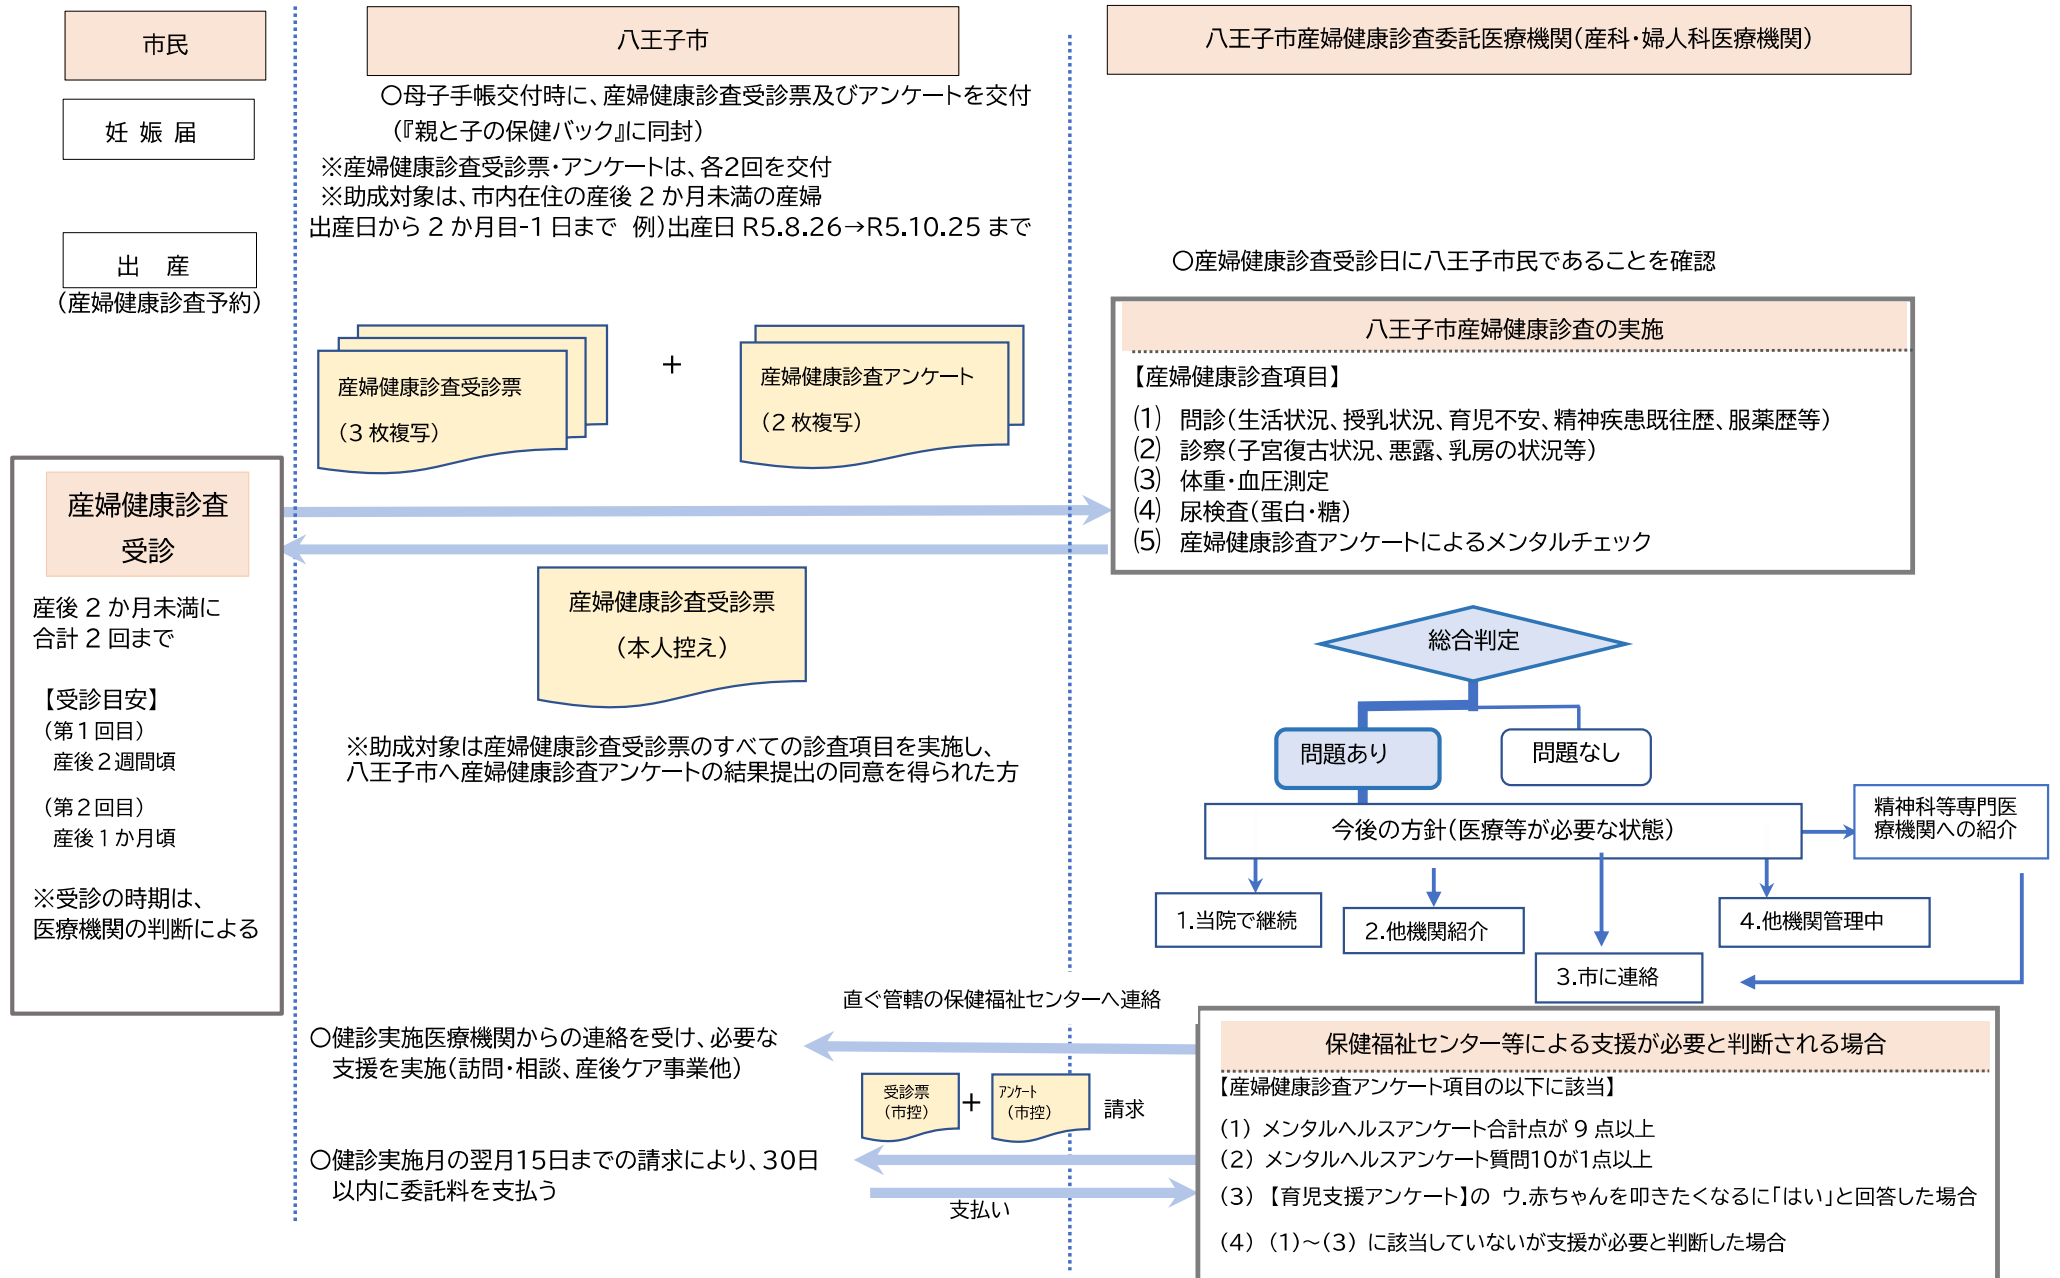 市民
八王子市
八王子市産婦健康診査委託医療機関（産科・婦人科医療機関）
妊 娠 届
〇母子手帳交付時に、産婦健康診査受診票及びアンケートを交付
（『親と子の保健バック』に同封）
※産婦健康診査受診票・アンケートは、各2回を交付
※助成対象は、市内在住の産後 2 か月未満の産婦
出産日から 2 か月目-1 日まで 例）出産日 R5.8.26→R5.10.25 まで
出 産
（産婦健康診査予約）
〇産婦健康診査受診日に八王子市民であることを確認
産婦健康診査受診票
（3 枚複写）
+
産婦健康診査アンケート
（2 枚複写）
八王子市産婦健康診査の実施
【産婦健康診査項目】
(1) 問診（生活状況、授乳状況、育児不安、精神疾患既往歴、服薬歴等）
(2) 診察（子宮復古状況、悪露、乳房の状況等）
(3) 体重・血圧測定
(4) 尿検査（蛋白・糖）
(5) 産婦健康診査アンケートによるメンタルチェック
産婦健康診査
受診
産後 2 か月未満に
合計 2 回まで
【受診目安】
（第1回目）
産後2週間頃
（第2回目）
産後1か月頃
※受診の時期は、
医療機関の判断による
産婦健康診査受診票
（本人控え）
※助成対象は産婦健康診査受診票のすべての診査項目を実施し、
八王子市へ産婦健康診査アンケートの結果提出の同意を得られた方
総合判定
問題あり
問題なし
今後の方針（医療等が必要な状態）
精神科等専門医
療機関への紹介
1.当院で継続
2.他機関紹介
3.市に連絡
4.他機関管理中
直ぐ管轄の保健福祉センターへ連絡
〇健診実施医療機関からの連絡を受け、必要な
支援を実施（訪問・相談、産後ケア事業他）
受診票
（市控）
+
アンケート
（市控）
請求
〇健診実施月の翌月15日までの請求により、30日
以内に委託料を支払う
支払い
保健福祉センター等による支援が必要と判断される場合
【産婦健康診査アンケート項目の以下に該当】
(1) メンタルヘルスアンケート合計点が 9 点以上
(2) メンタルヘルスアンケート質問10が1点以上
(3) 【育児支援アンケート】の ウ.赤ちゃんを叩きたくなるに「はい」と回答した場合
(4) (1)～(3) に該当していないが支援が必要と判断した場合